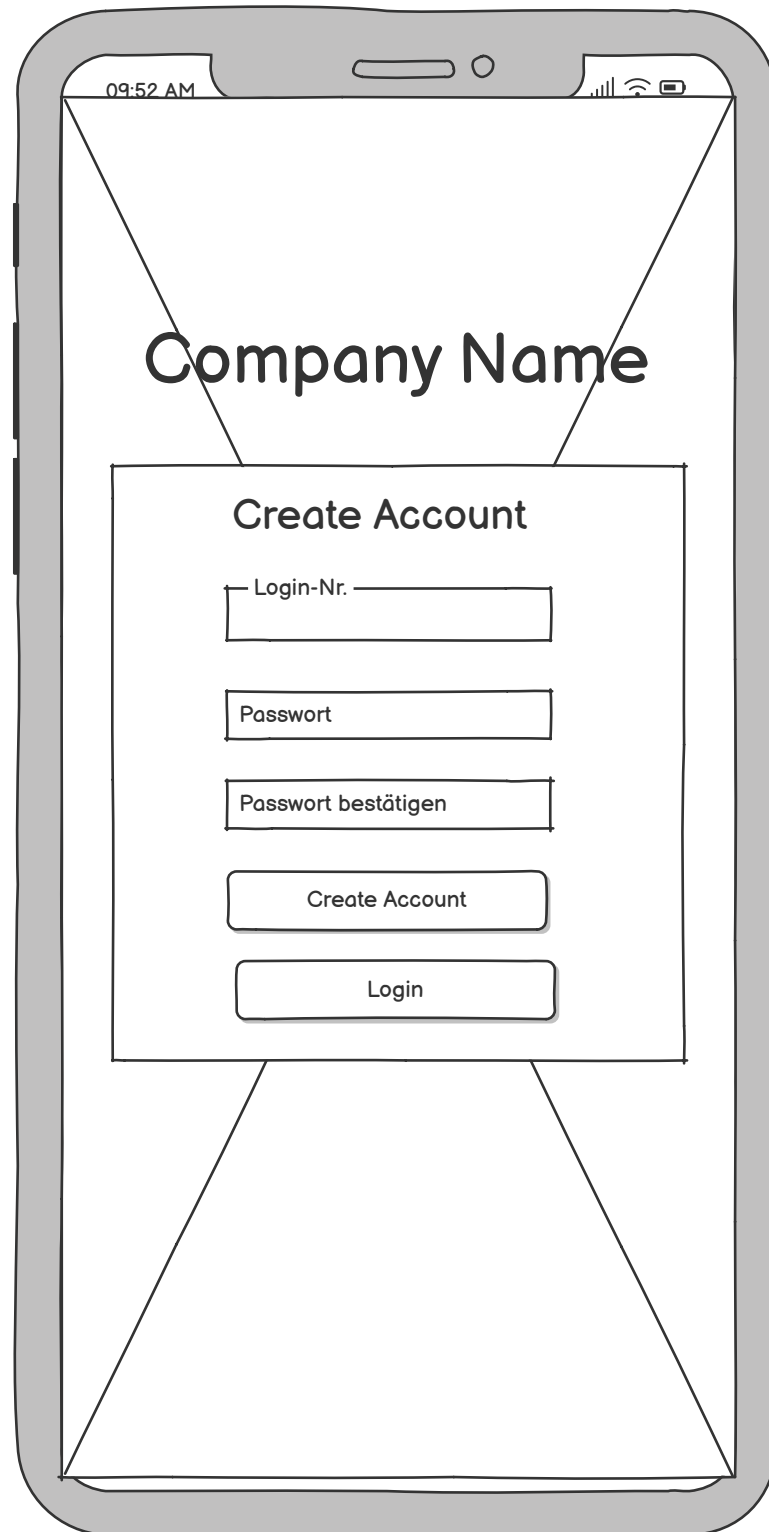 09:52 AM
Company Name
Create Account
Login-Nr.
Passwort
Passwort bestätigen
Create Account
Login